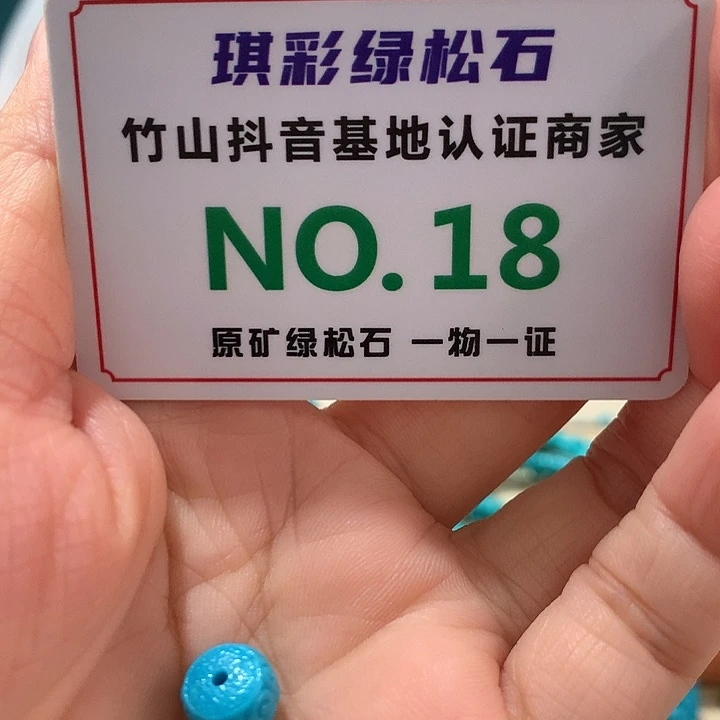 琪彩绿松石
竹山抖音基地认证商家
NO.18
原矿绿松石 一物一证